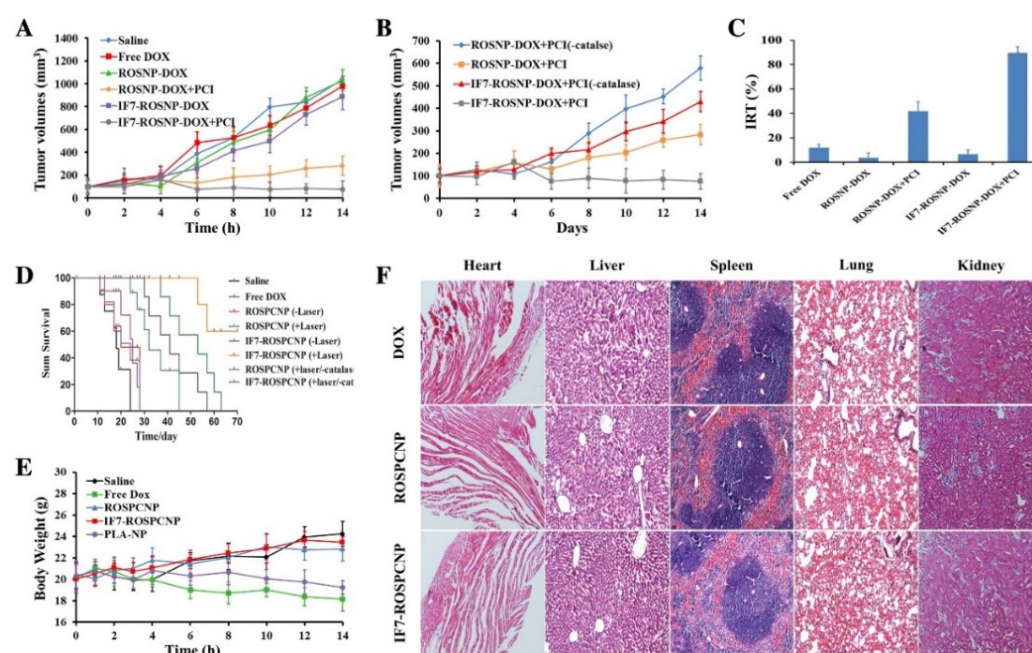 A
Tumor volumes (mm³)
1400
1200
1000
800
600
400
200
0
Saline
Free DOX
ROSNP-DOX
ROSNP-DOX+PCI
IF7-ROSNP-DOX
IF7-ROSNP-DOX+PCI
0 2 4 6 8 10 12 14
Time (h)
B
Tumor volumes (mm³)
700
600
500
400
300
200
100
0
ROSNP-DOX+PCI(-catalse)
ROSNP-DOX+PCI
IF7-ROSNP-DOX+PCI(-catalase)
IF7-ROSNP-DOX+PCI
0 2 4 6 8 10 12 14
Days
C
IRT (%)
100
80
60
40
20
0
Free DOX
ROSNP-DOX
ROSNP-DOX+PCI
IF7-ROSNP-DOX
IF7-ROSNP-DOX+PCI
D
Sum Survival
100
80
60
40
20
0
Saline
Free DOX
ROSPCNP (-Laser)
ROSPCNP (+Laser)
IF7-ROSPCNP (-Laser)
IF7-ROSPCNP (+Laser)
ROSPCNP (+laser/-catalas
IF7-ROSPCNP (+laser/-cat
0 10 20 30 40 50 60 70
Time/day
E
Body Weight (g)
30
28
26
24
22
20
18
16
Saline
Free Dox
ROSPCNP
IF7-ROSPCNP
PLA-NP
0 2 4 6 8 10 12 14
Time (h)
F
Heart Liver Spleen Lung Kidney
DOX
ROSPCNP
IF7-ROSPCNP